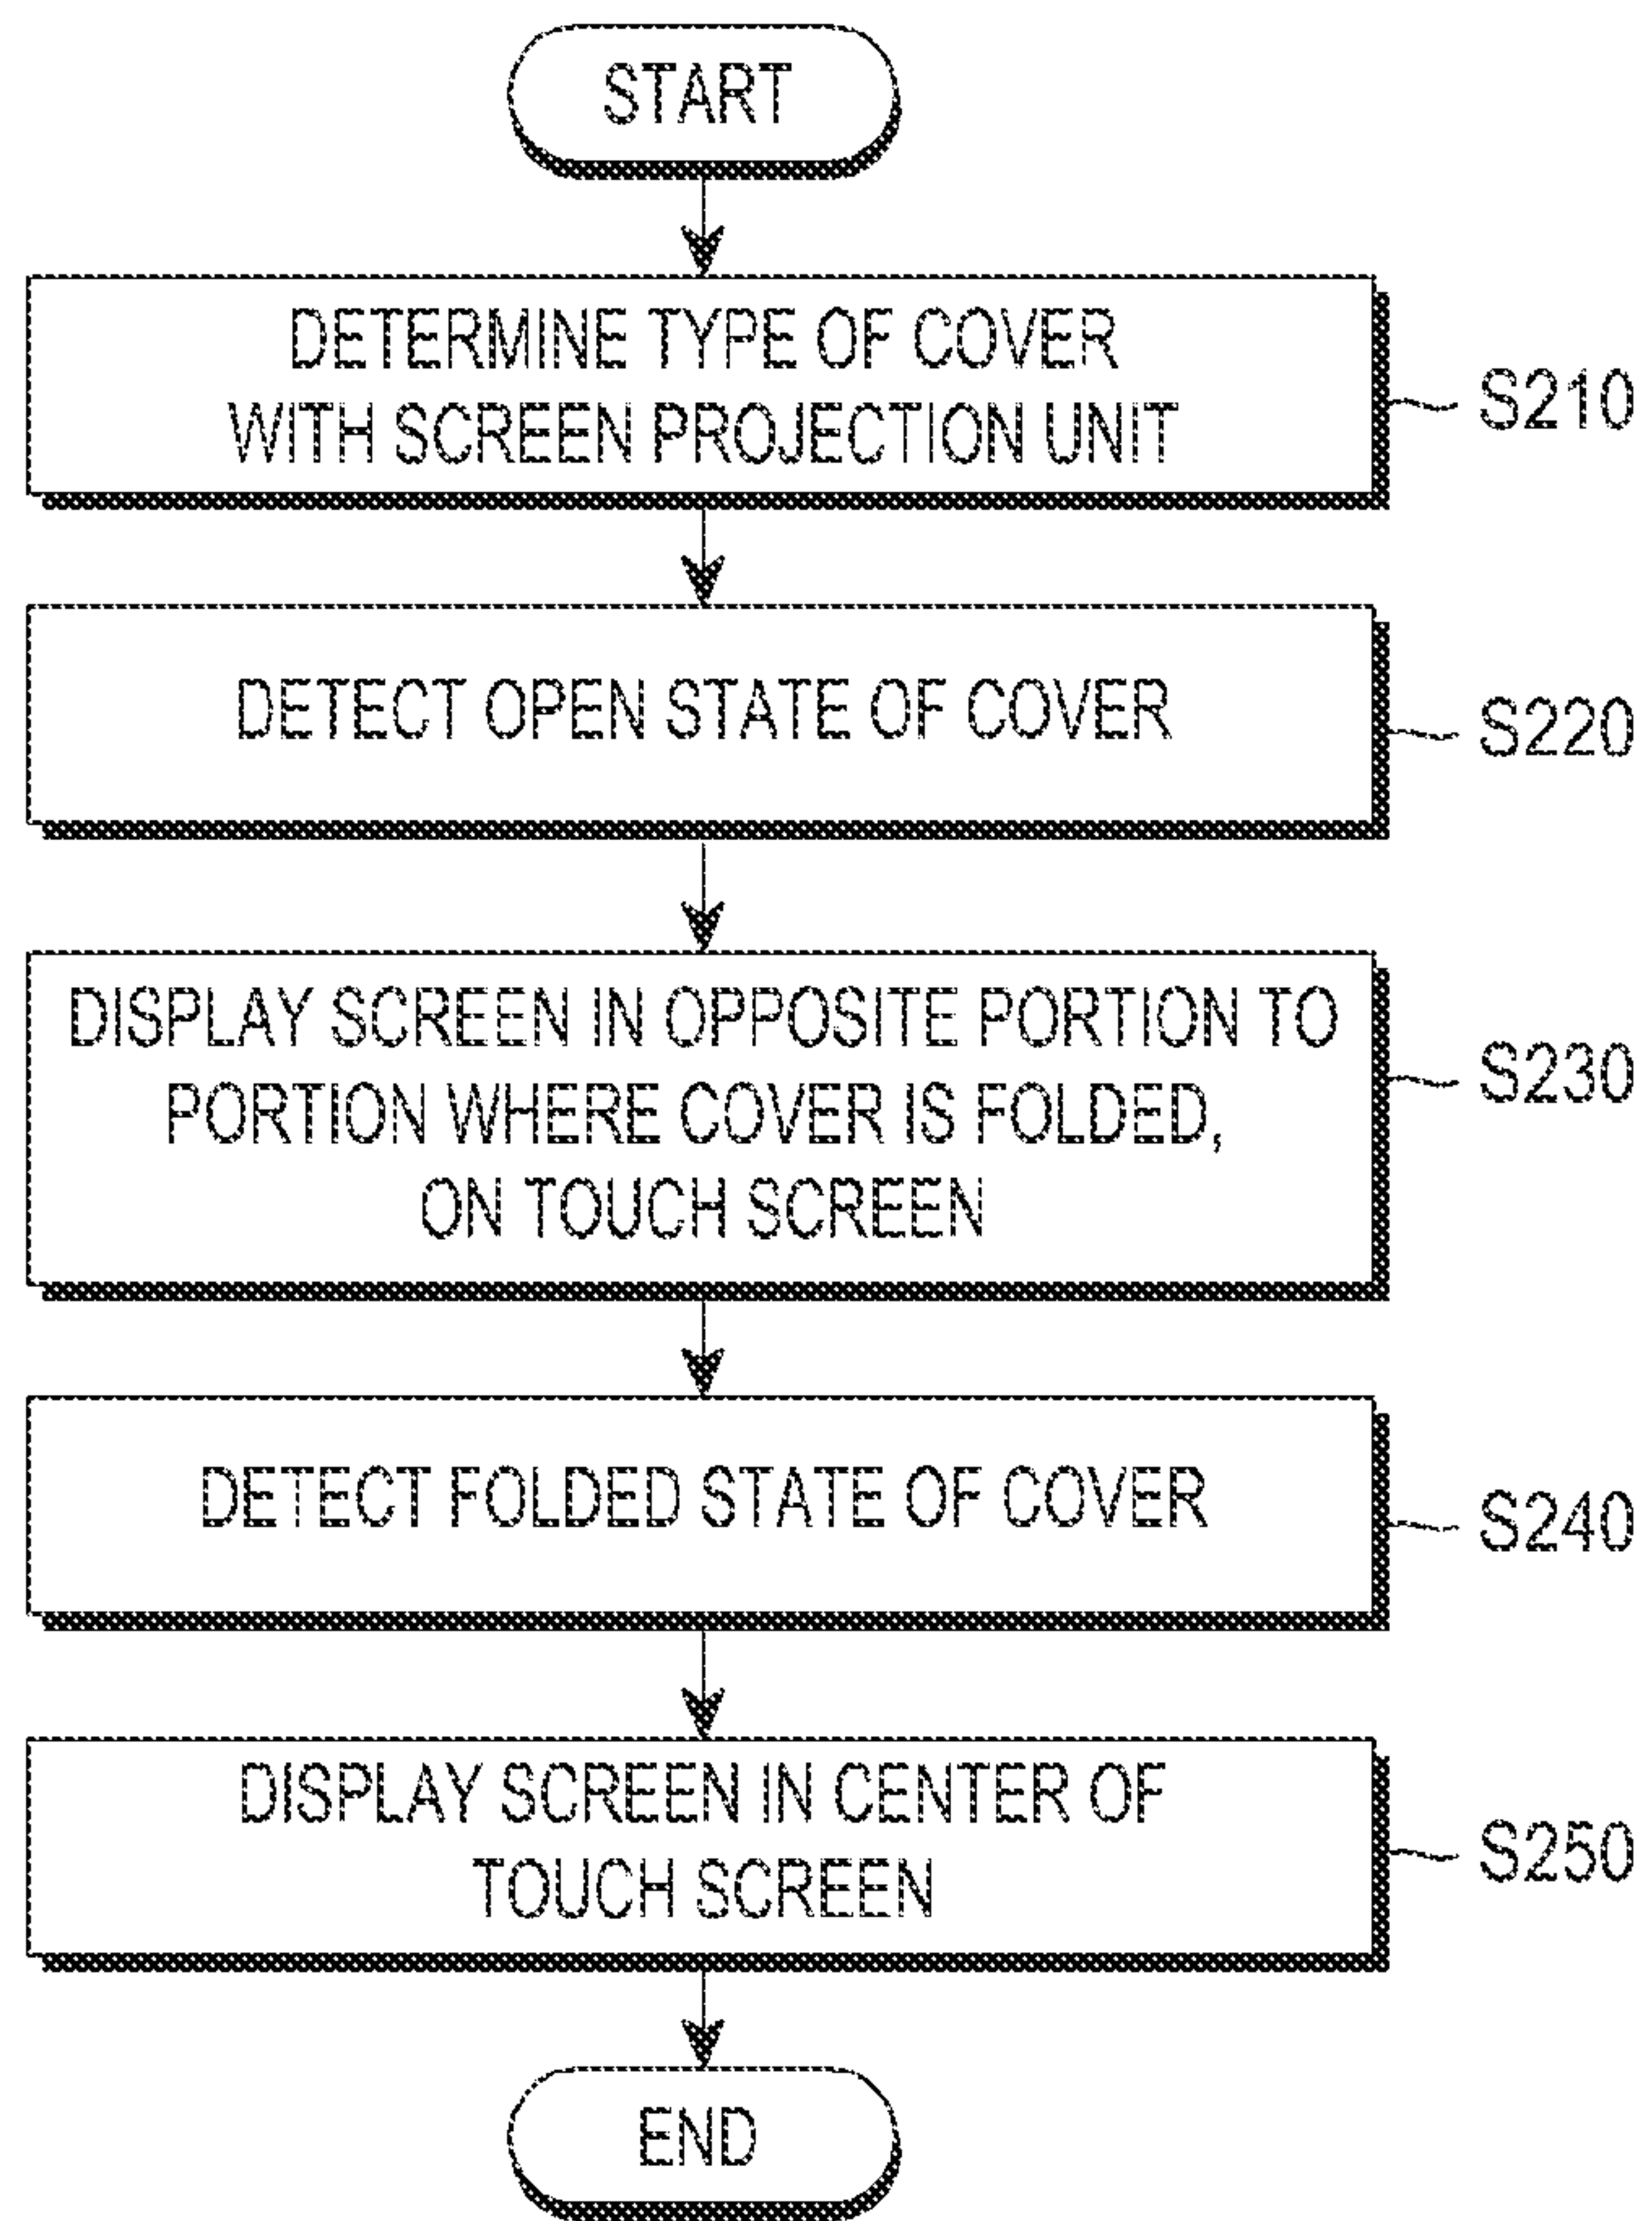 START
DETERMINE TYPE OF COVER
WITH SCREEN PROJECTION UNIT
S210
DETECT OPEN STATE OF COVER
S220
DISPLAY SCREEN IN OPPOSITE PORTION TO
PORTION WHERE COVER IS FOLDED,
ON TOUCH SCREEN
S230
DETECT FOLDED STATE OF COVER
S240
DISPLAY SCREEN IN CENTER OF
TOUCH SCREEN
S250
END